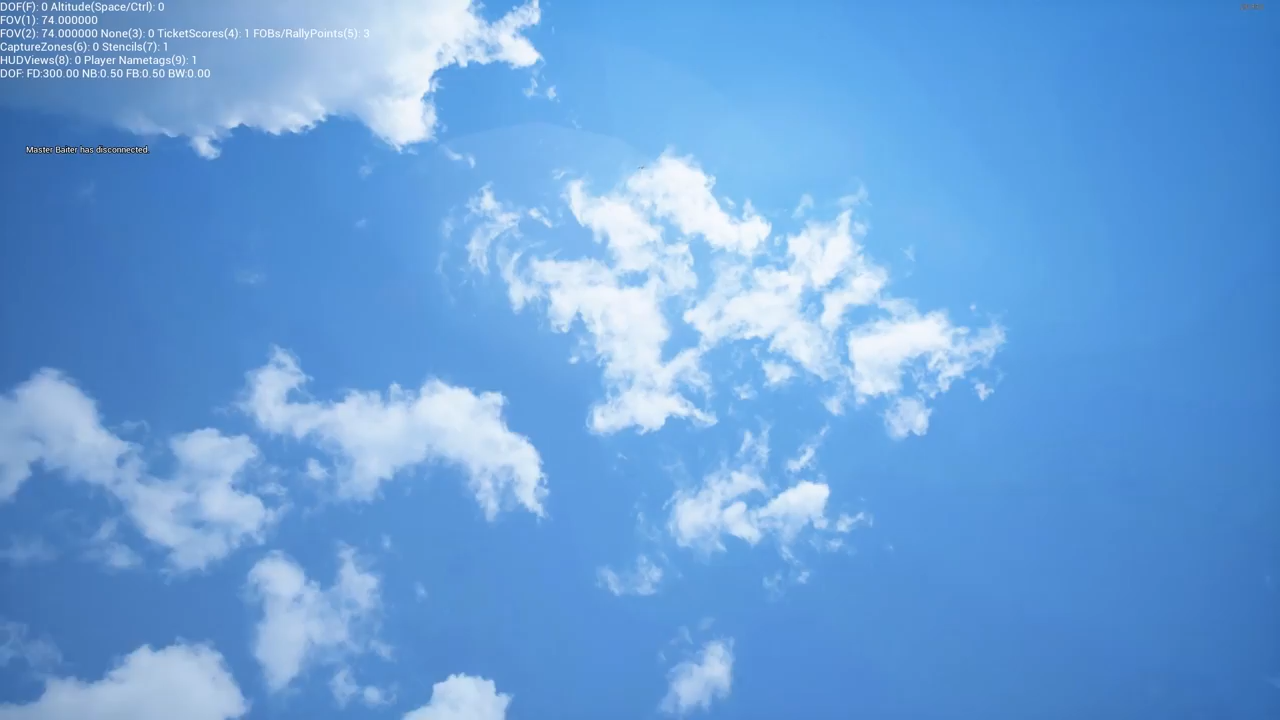 DOF(F): 0 Altitude(Space/Ctrl): 0
FOV(1): 74.000000
FOV(2): 74.000000 None(3): 0 TicketScores(4): 1 FOBs/RallyPoints(5): 3
CaptureZones(6): 0 Stencils(7): 1
HUDViews(8): 0 Player Nametags(9): 1
DOF: FD:300.00 NB:0.50 FB:0.50 BW:0.00
Master Baiter has disconnected.